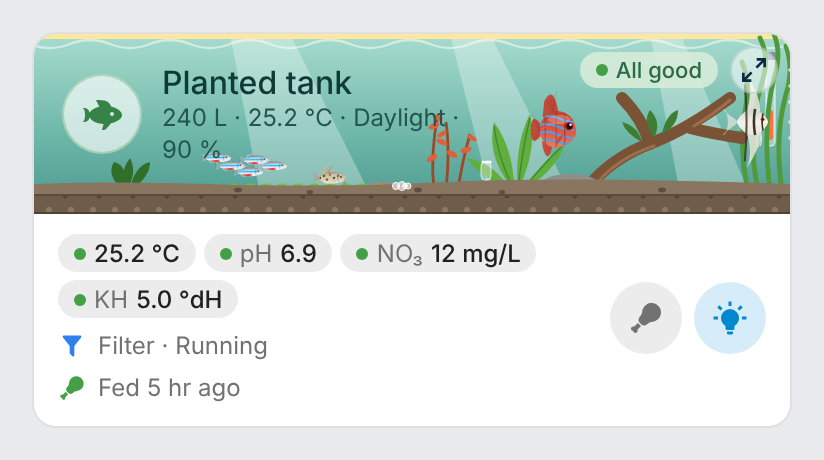 Planted tank
240 L · 25.2 °C · Daylight ·
90 %
All good
25.2 °C
pH 6.9
NO₃ 12 mg/L
KH 5.0 °dH
Filter · Running
Fed 5 hr ago